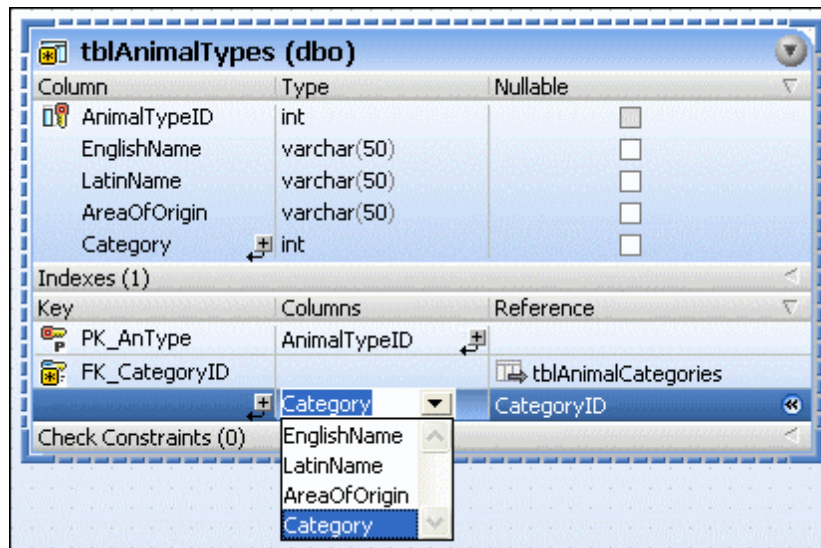 tblAnimalTypes (dbo)
Column Type Nullable
AnimalTypeID int
EnglishName varchar(50)
LatinName varchar(50)
AreaOfOrigin varchar(50)
Category int
Indexes (1)
Key Columns Reference
P PK_AnType AnimalTypeID
FK_CategoryID tblAnimalCategories
Category CategoryID
Check Constraints (0) EnglishName
LatinName
AreaOfOrigin
Category